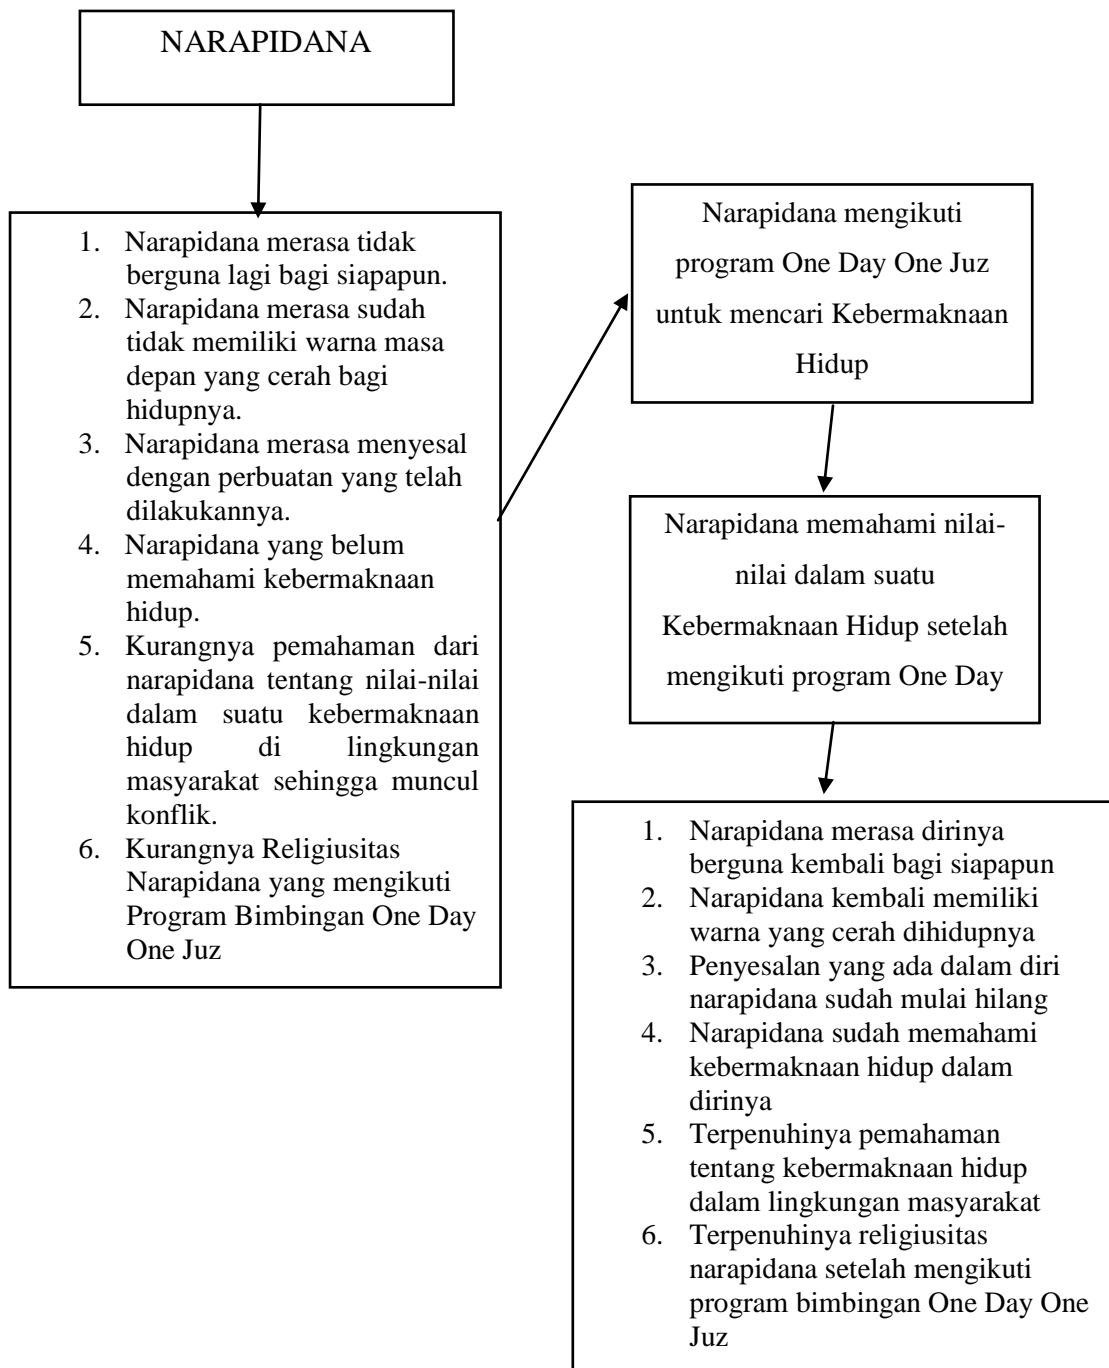 NARAPIDANA
1. Narapidana merasa tidak
berguna lagi bagi siapapun.
2. Narapidana merasa sudah
tidak memiliki warna masa
depan yang cerah bagi
hidupnya.
3. Narapidana merasa menyesal
dengan perbuatan yang telah
dilakukannya.
4. Narapidana yang belum
memahami kebermaknaan
hidup.
5. Kurangnya pemahaman dari
narapidana tentang nilai-nilai
dalam suatu kebermaknaan
hidup di lingkungan
masyarakat sehingga muncul
konflik.
6. Kurangnya Religiusitas
Narapidana yang mengikuti
Program Bimbingan One Day
One Juz
Narapidana mengikuti
program One Day One Juz
untuk mencari Kebermaknaan
Hidup
Narapidana memahami nilai-
nilai dalam suatu
Kebermaknaan Hidup setelah
mengikuti program One Day
1. Narapidana merasa dirinya
berguna kembali bagi siapapun
2. Narapidana kembali memiliki
warna yang cerah dihidupnya
3. Penyesalan yang ada dalam diri
narapidana sudah mulai hilang
4. Narapidana sudah memahami
kebermaknaan hidup dalam
dirinya
5. Terpenuhinya pemahaman
tentang kebermaknaan hidup
dalam lingkungan masyarakat
6. Terpenuhinya religiusitas
narapidana setelah mengikuti
program bimbingan One Day One
Juz